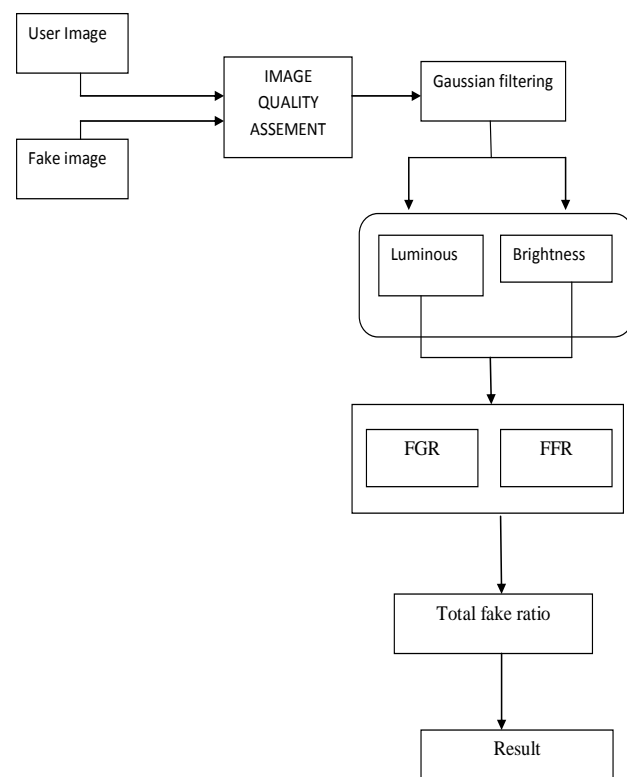 User Image
Fake image
IMAGE
QUALITY
ASSEMENT
Gaussian filtering
Luminous
Brightness
FGR
FFR
Total fake ratio
Result